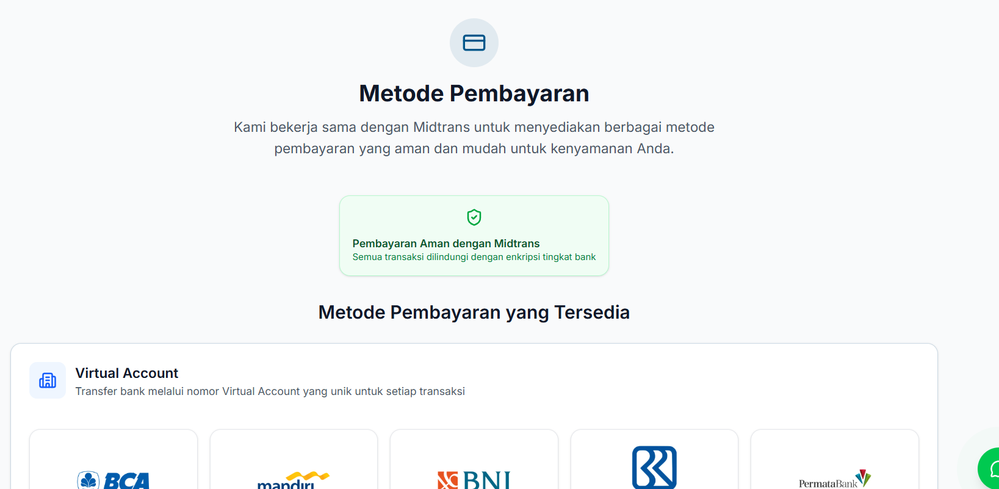 Metode Pembayaran
Kami bekerja sama dengan Midtrans untuk menyediakan berbagai metode
pembayaran yang aman dan mudah untuk kenyamanan Anda.
Pembayaran Aman dengan Midtrans
Semua transaksi dilindungi dengan enkripsi tingkat bank
Metode Pembayaran yang Tersedia
Virtual Account
Transfer bank melalui nomor Virtual Account yang unik untuk setiap transaksi
BCA
mandiri
BNI
PermataBank